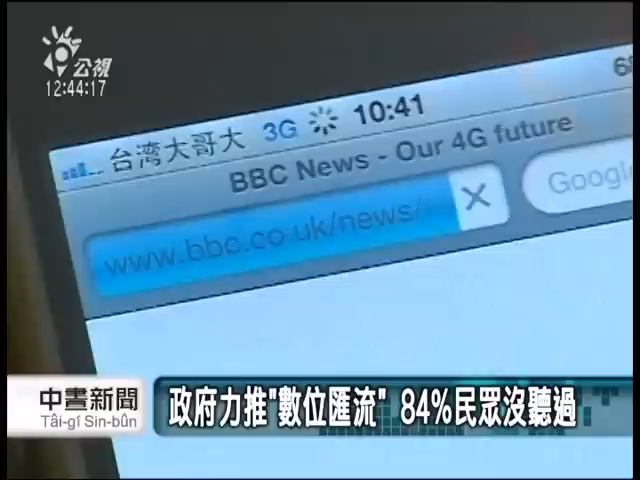 公視
12:44:17
台湾大哥大 3G 10:41 68
BBC News - Our 4G future
www.bbc.co.uk/news/
Google
中晝新聞
Tâi-gí Sin-bûn
政府力推"數位匯流" 84%民眾沒聽過